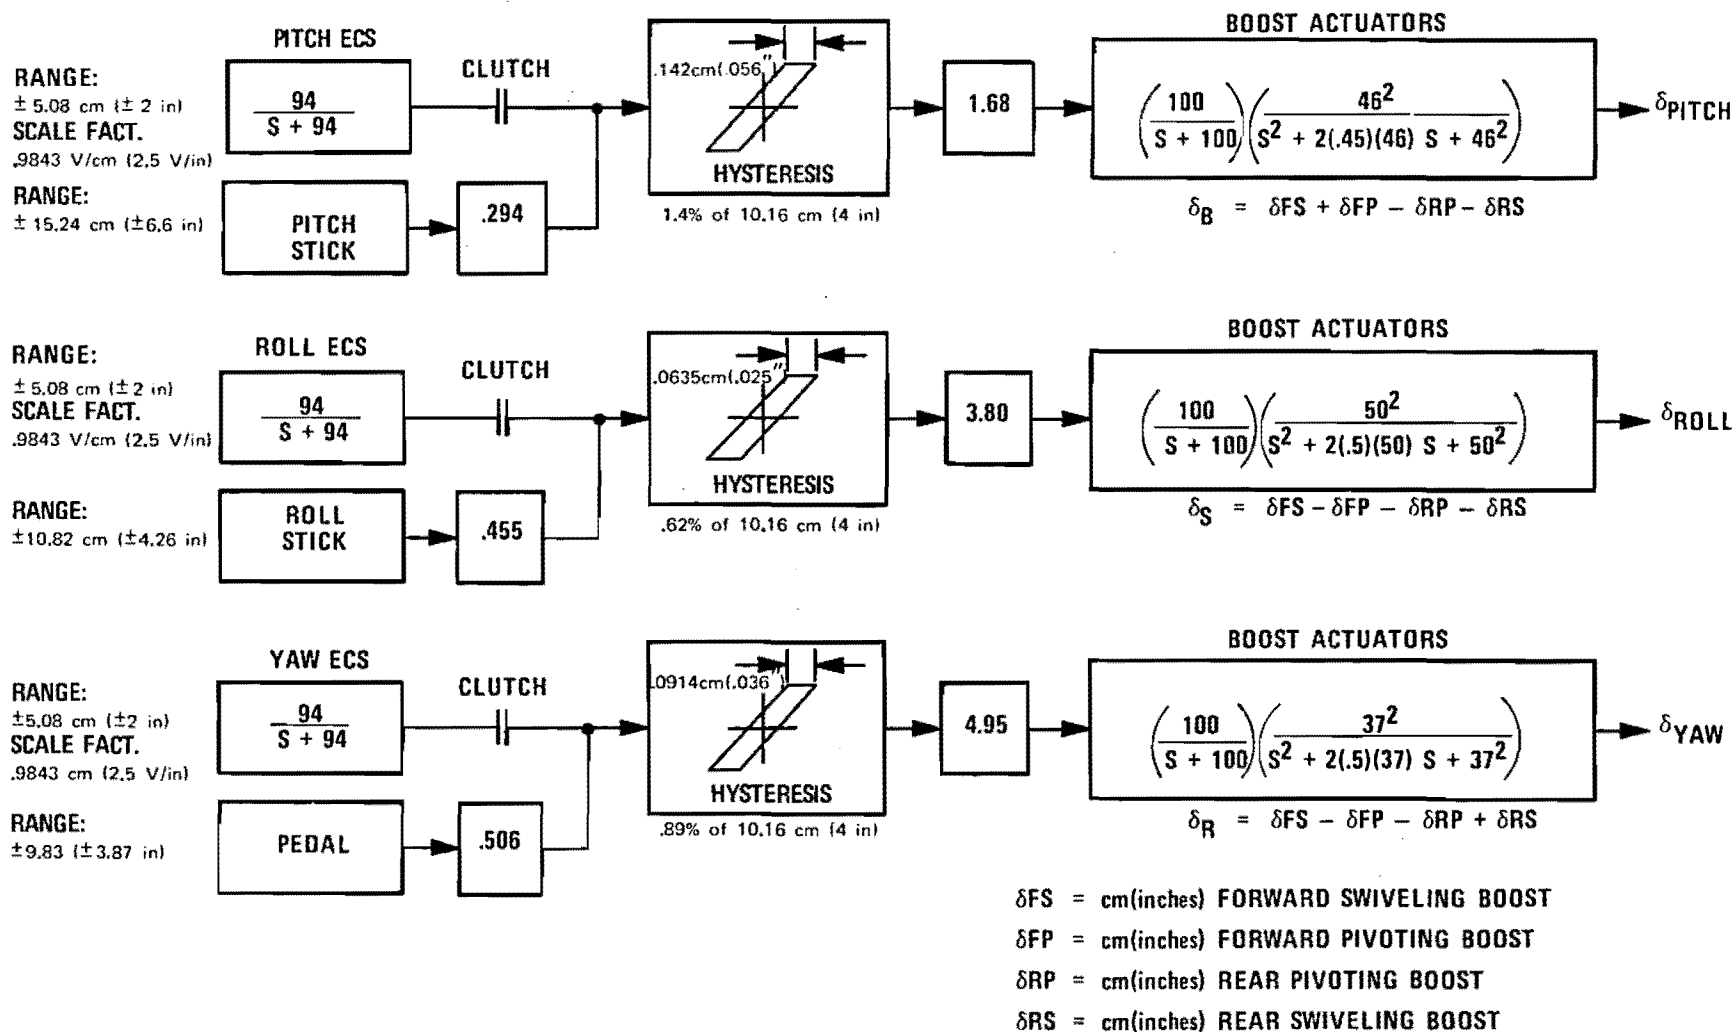 PITCH ECS
RANGE:
± 5.08 cm (± 2 in)
SCALE FACT.
.9843 V/cm (2.5 V/in)
94
S + 94
CLUTCH
RANGE:
± 15.24 cm (±6.6 in)
PITCH
STICK
.294
.142cm(.056")
HYSTERESIS
1.4% of 10.16 cm (4 in)
1.68
BOOST ACTUATORS
(100 / S + 100)(46² / S² + 2(.45)(46) S + 46²)
δPITCH
δB = δFS + δFP – δRP – δRS
ROLL ECS
RANGE:
± 5.08 cm (± 2 in)
SCALE FACT.
.9843 V/cm (2.5 V/in)
94
S + 94
CLUTCH
RANGE:
±10.82 cm (±4.26 in)
ROLL
STICK
.455
.0635cm(.025")
HYSTERESIS
.62% of 10.16 cm (4 in)
3.80
BOOST ACTUATORS
(100 / S + 100)(50² / S² + 2(.5)(50) S + 50²)
δROLL
δS = δFS – δFP – δRP – δRS
YAW ECS
RANGE:
±5.08 cm (±2 in)
SCALE FACT.
.9843 cm (2.5 V/in)
94
S + 94
CLUTCH
RANGE:
±9.83 (±3.87 in)
PEDAL
.506
.0914cm(.036")
HYSTERESIS
.89% of 10.16 cm (4 in)
4.95
BOOST ACTUATORS
(100 / S + 100)(37² / S² + 2(.5)(37) S + 37²)
δYAW
δR = δFS – δFP – δRP + δRS
δFS = cm(inches) FORWARD SWIVELING BOOST
δFP = cm(inches) FORWARD PIVOTING BOOST
δRP = cm(inches) REAR PIVOTING BOOST
δRS = cm(inches) REAR SWIVELING BOOST